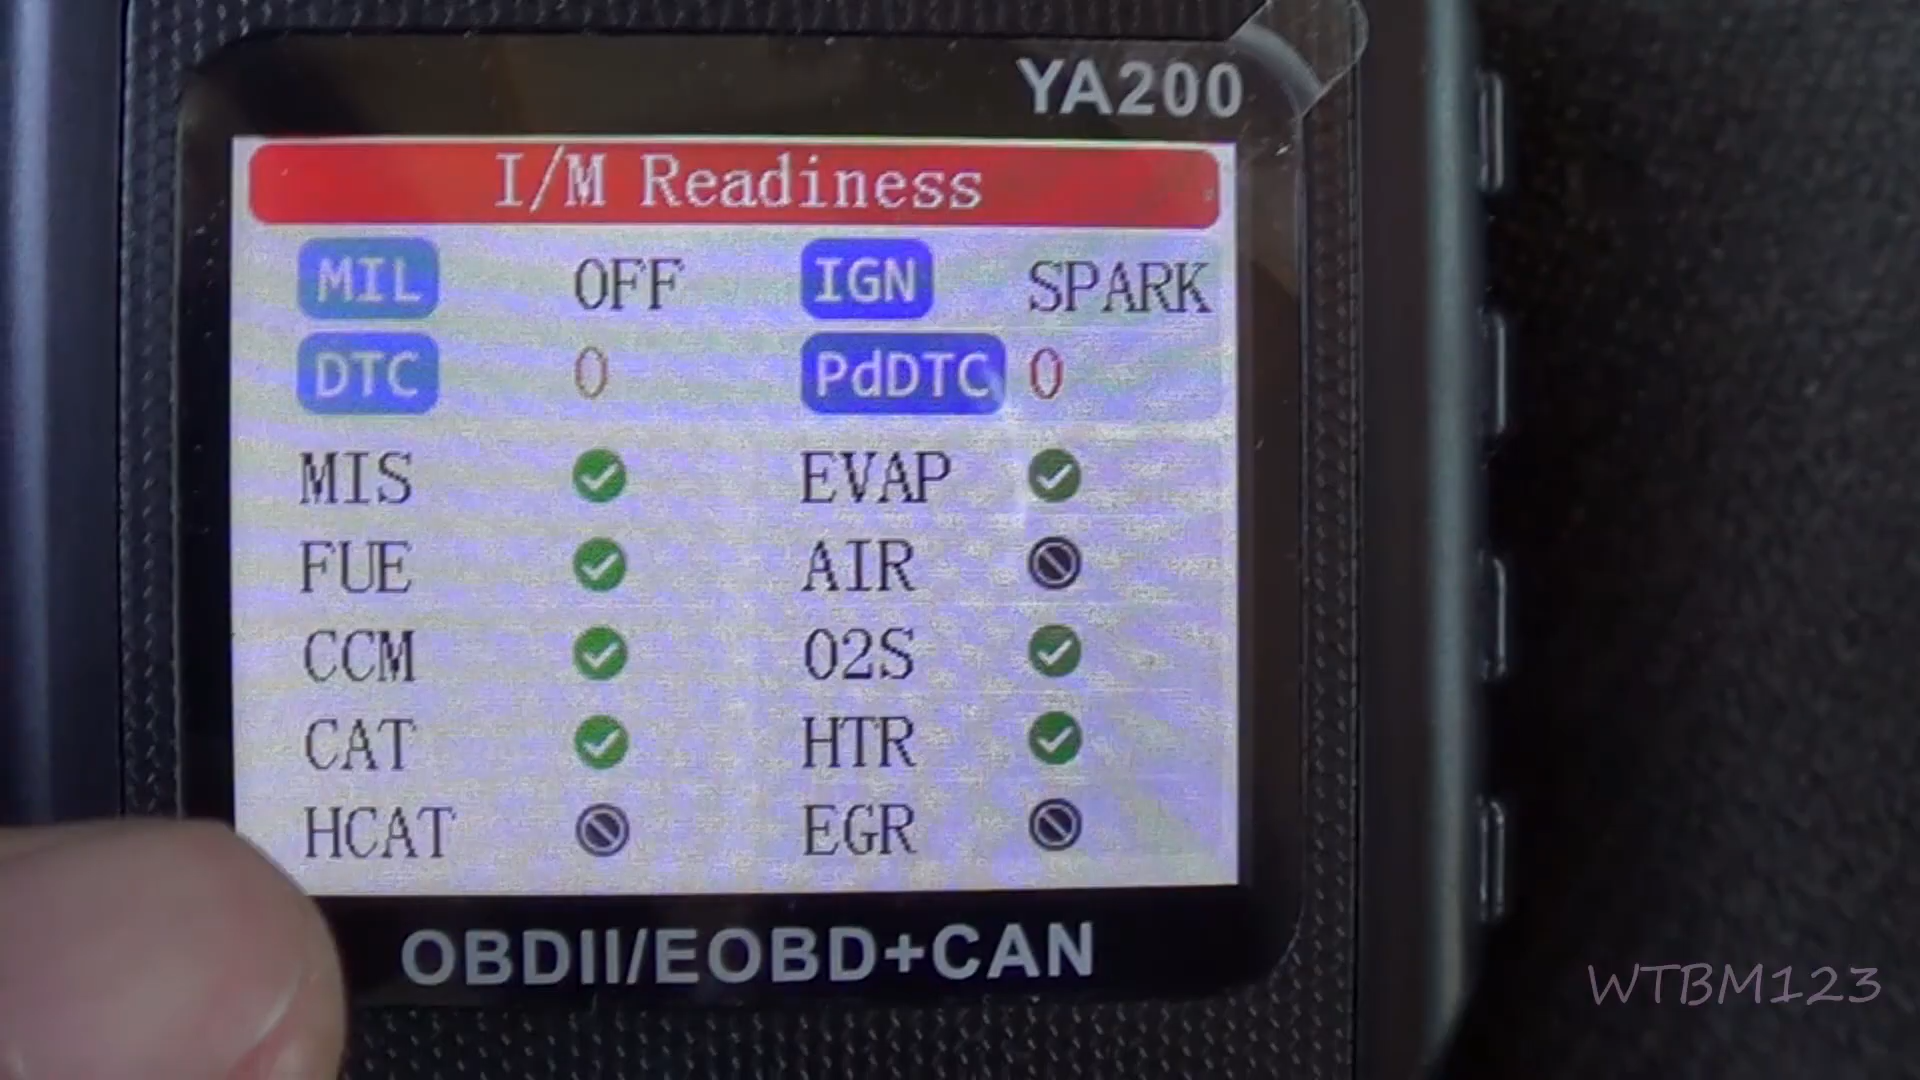 YA200
I/M Readiness
MIL OFF IGN SPARK
DTC 0 PdDTC 0
MIS EVAP
FUE AIR
CCM O2S
CAT HTR
HCAT EGR
OBDII/EOBD+CAN
WTBM123